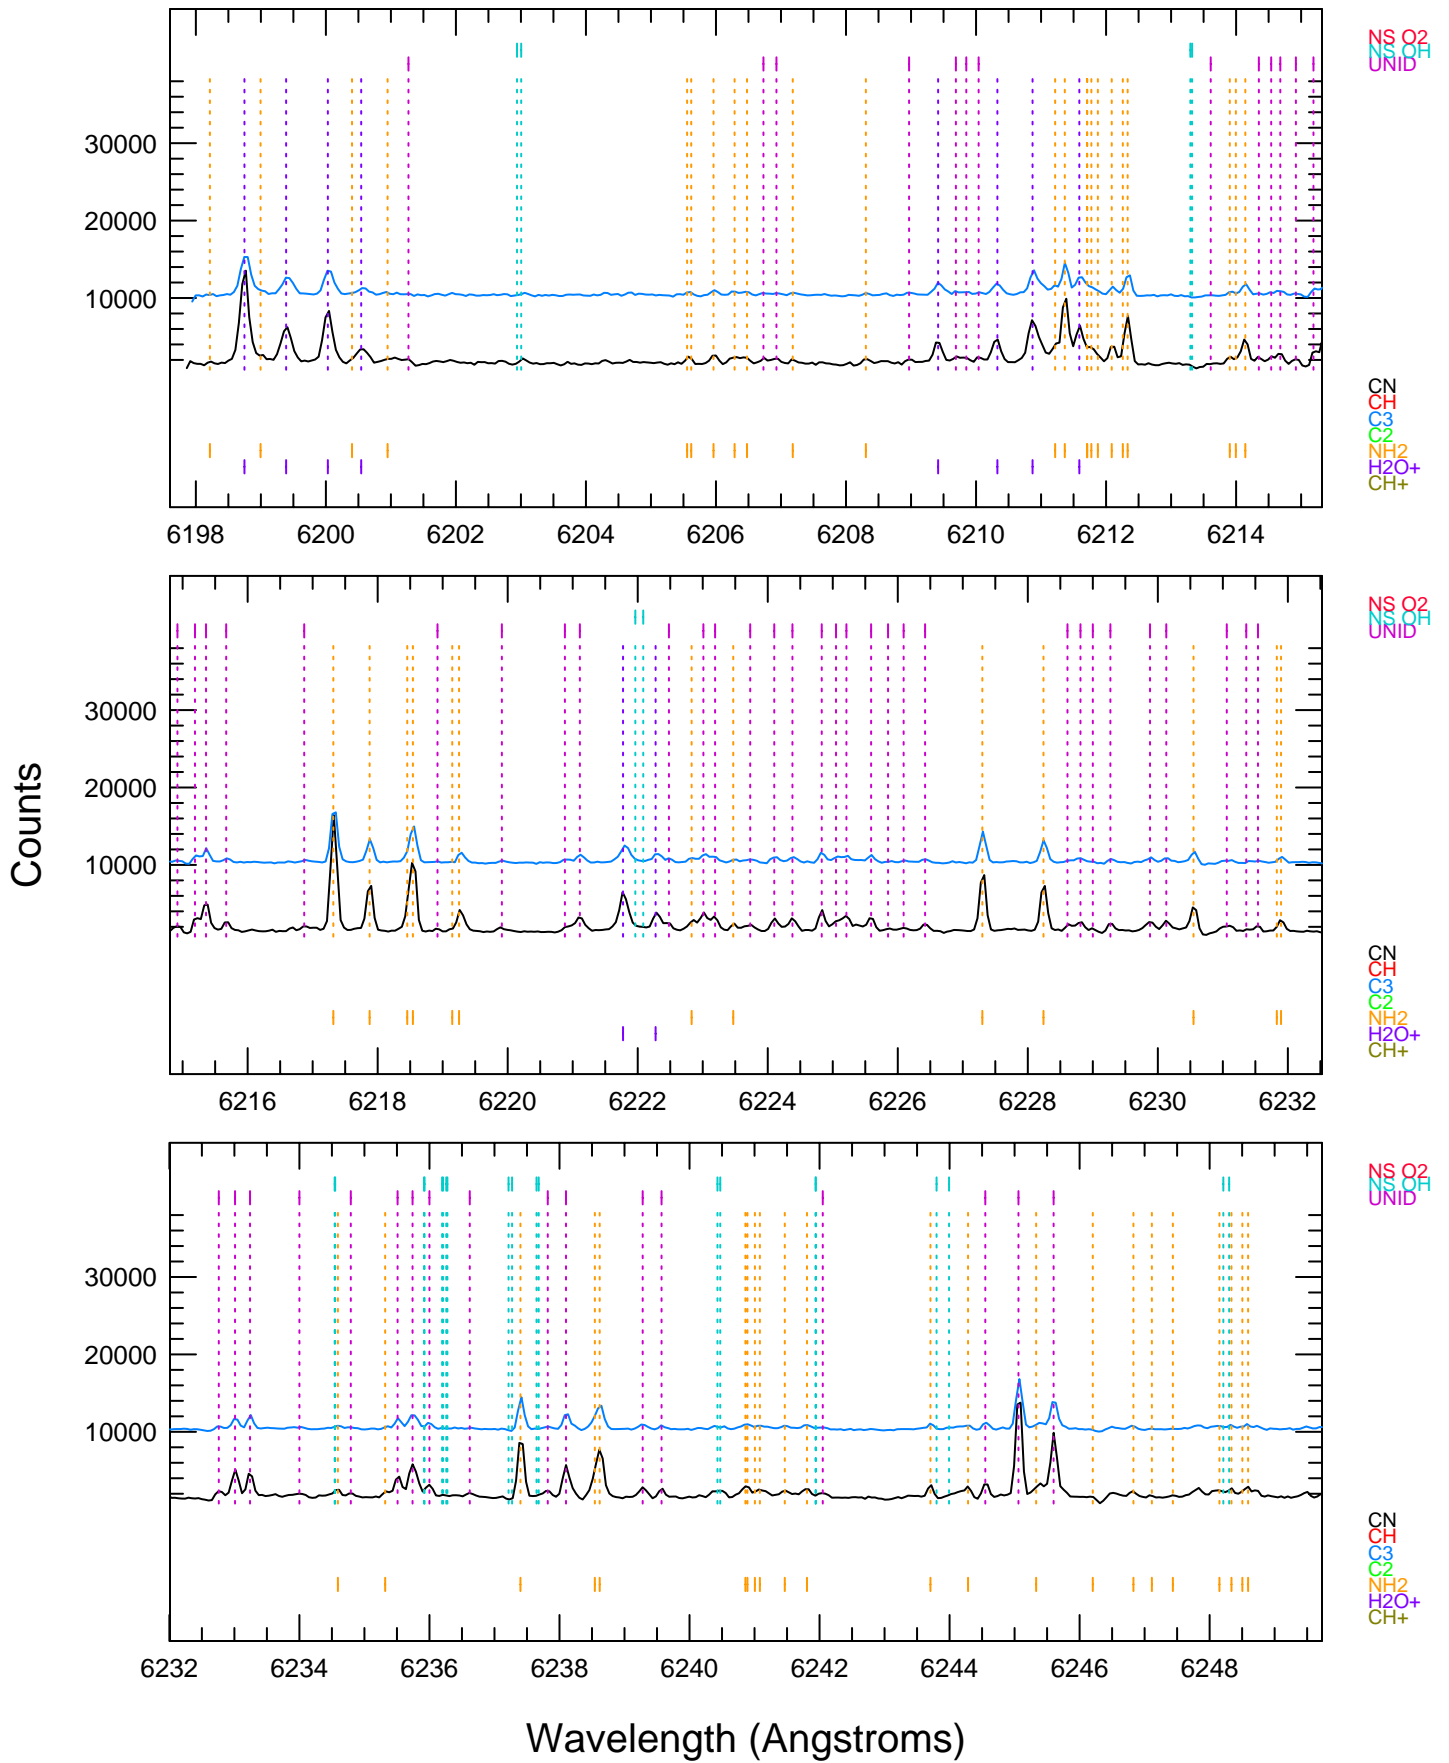 NS O2
NS OH
UNID
30000
20000
10000
CN
CH
C3
C2
NH2
H2O+
CH+
6198 6200 6202 6204 6206 6208 6210 6212 6214
NS O2
NS OH
UNID
30000
20000
10000
Counts
CN
CH
C3
C2
NH2
H2O+
CH+
6216 6218 6220 6222 6224 6226 6228 6230 6232
NS O2
NS OH
UNID
30000
20000
10000
CN
CH
C3
C2
NH2
H2O+
CH+
6232 6234 6236 6238 6240 6242 6244 6246 6248
Wavelength (Angstroms)